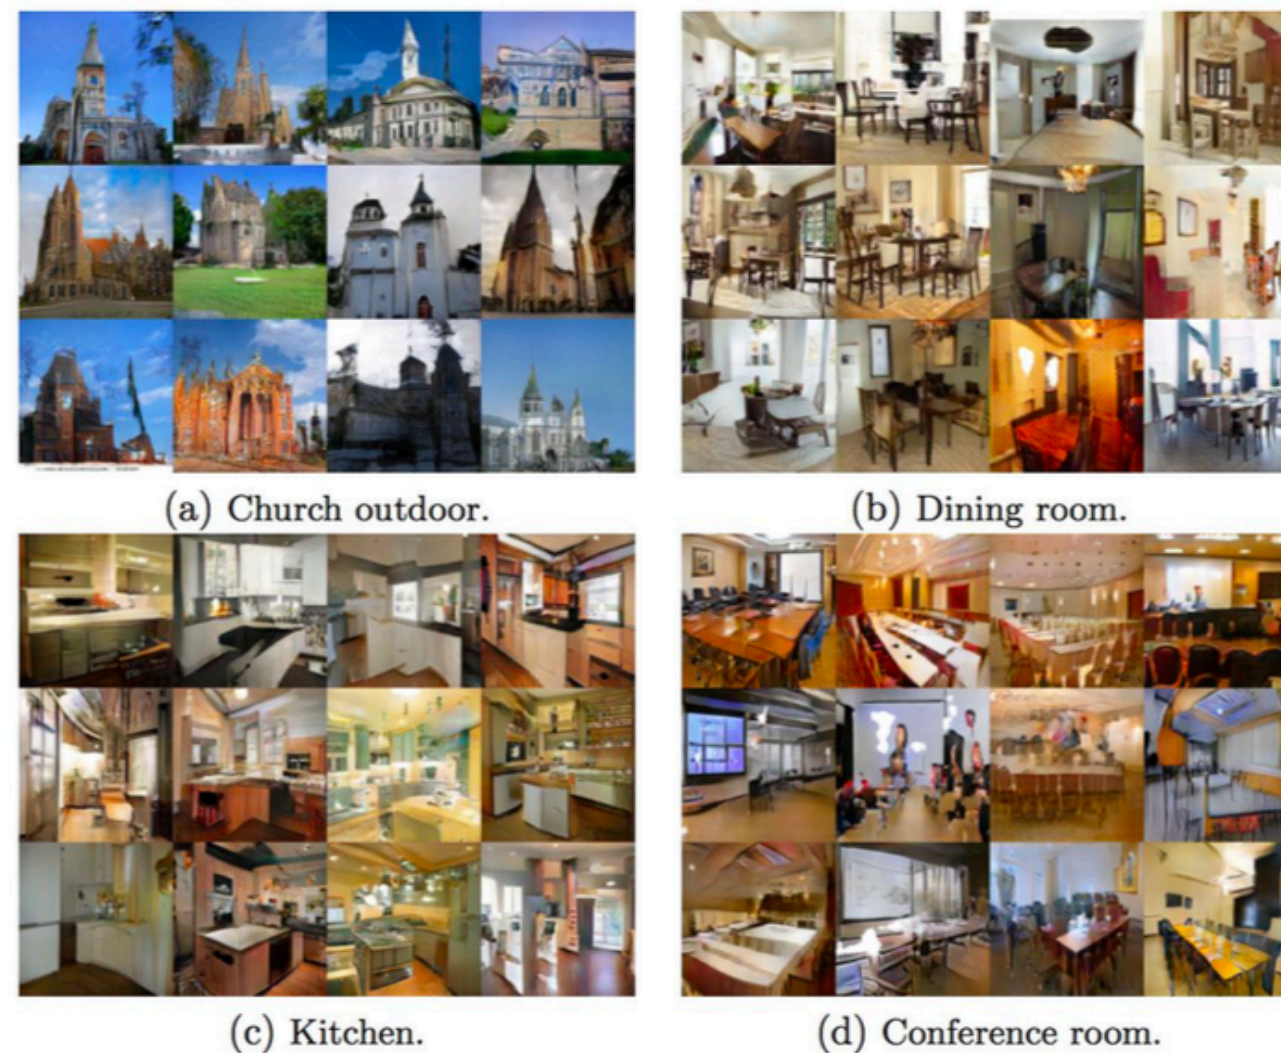 (a) Church outdoor.
(b) Dining room.
(c) Kitchen.
(d) Conference room.